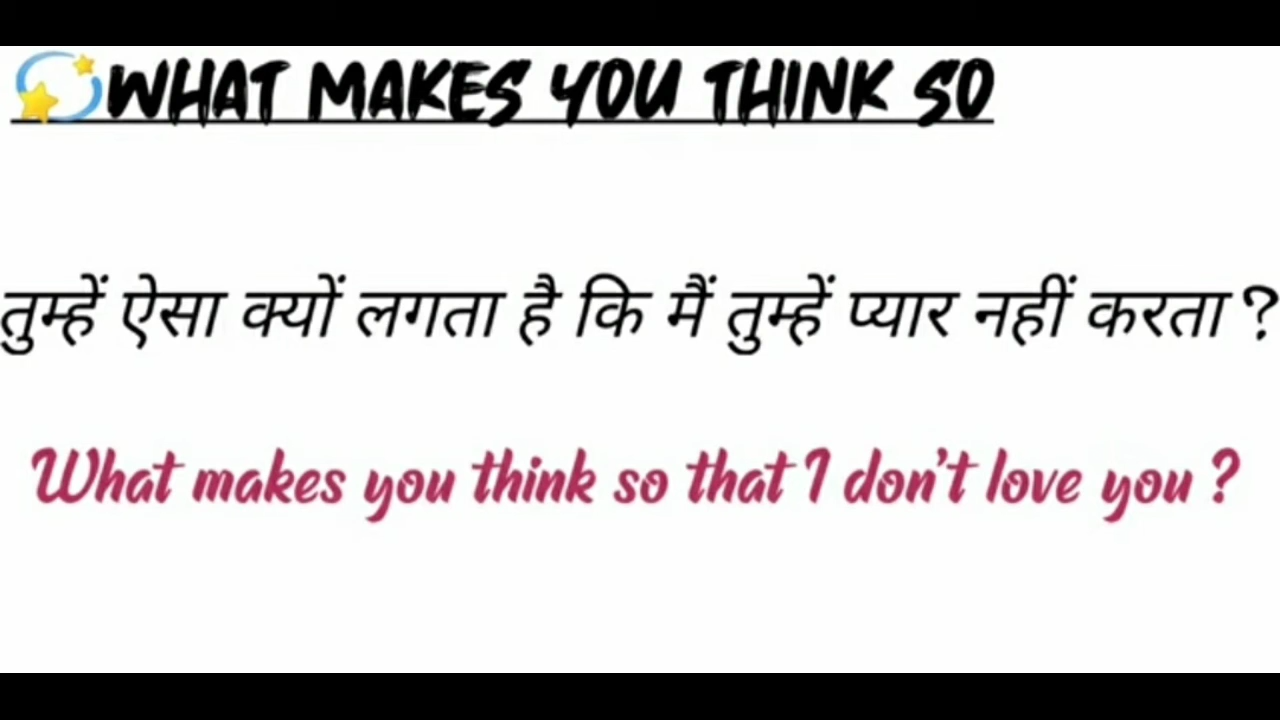 💫WHAT MAKES YOU THINK SO
तुम्हें ऐसा क्यों लगता है कि मैं तुम्हें प्यार नहीं करता?
What makes you think so that I don't love you ?